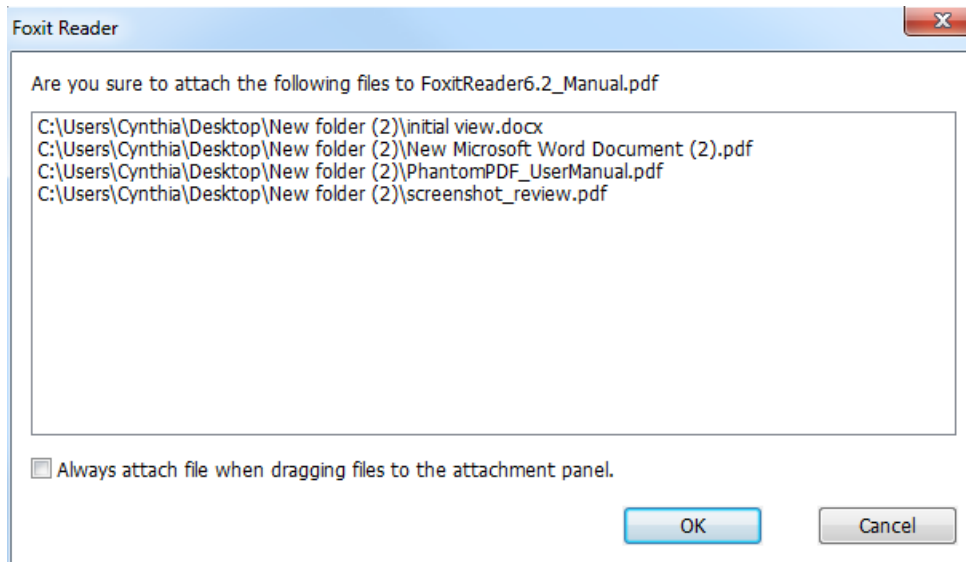 Foxit Reader
Are you sure to attach the following files to FoxitReader6.2_Manual.pdf
C:\Users\Cynthia\Desktop\New folder (2)\initial view.docx
C:\Users\Cynthia\Desktop\New folder (2)\New Microsoft Word Document (2).pdf
C:\Users\Cynthia\Desktop\New folder (2)\PhantomPDF_UserManual.pdf
C:\Users\Cynthia\Desktop\New folder (2)\screenshot_review.pdf
Always attach file when dragging files to the attachment panel.
OK
Cancel